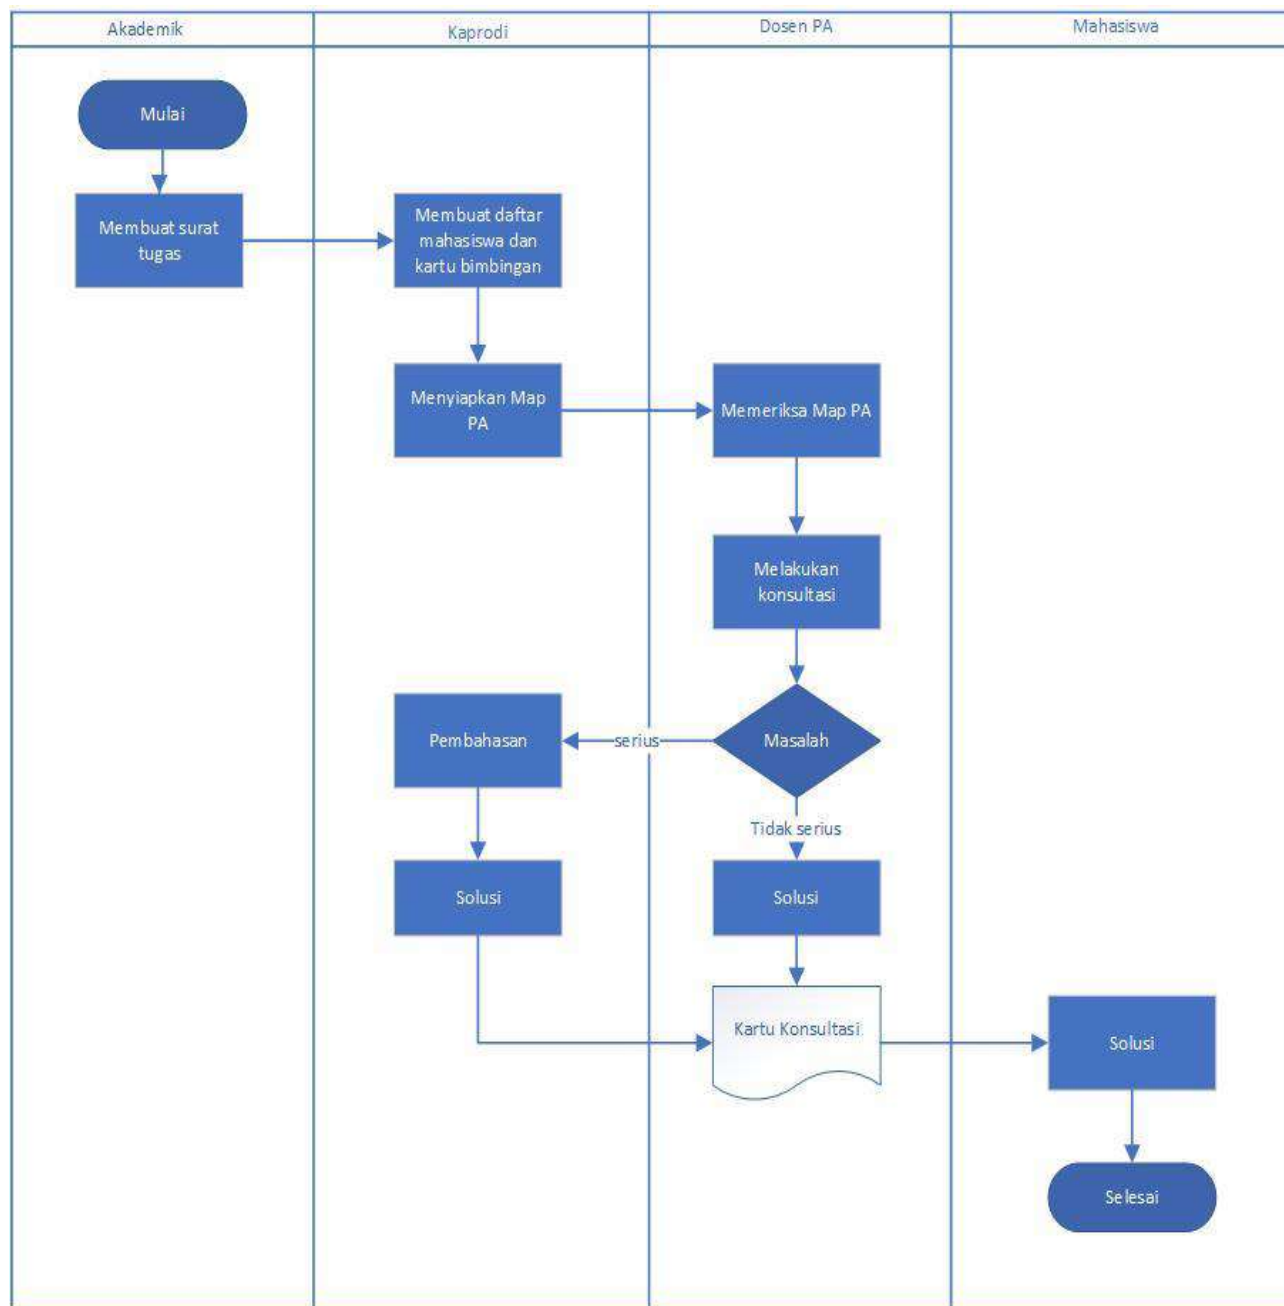 Akademik
Kaprodi
Dosen PA
Mahasiswa
Mulai
Membuat surat
tugas
Membuat daftar
mahasiswa dan
kartu bimbingan
Menyiapkan Map
PA
Memeriksa Map PA
Melakukan
konsultasi
Pembahasan
serius
Masalah
Tidak serius
Solusi
Solusi
Kartu Konsultasi
Solusi
Selesai